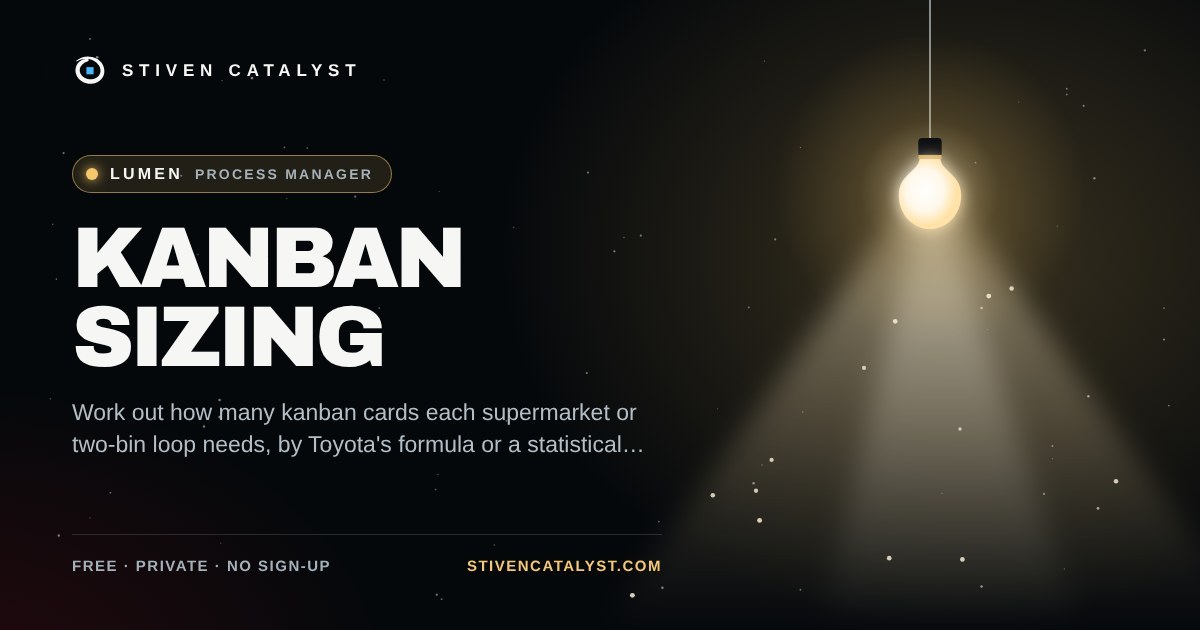 STIVEN CATALYST
LUMEN PROCESS MANAGER
KANBAN
SIZING
Work out how many kanban cards each supermarket or
two-bin loop needs, by Toyota's formula or a statistical…
FREE · PRIVATE · NO SIGN-UP
STIVENCATALYST.COM